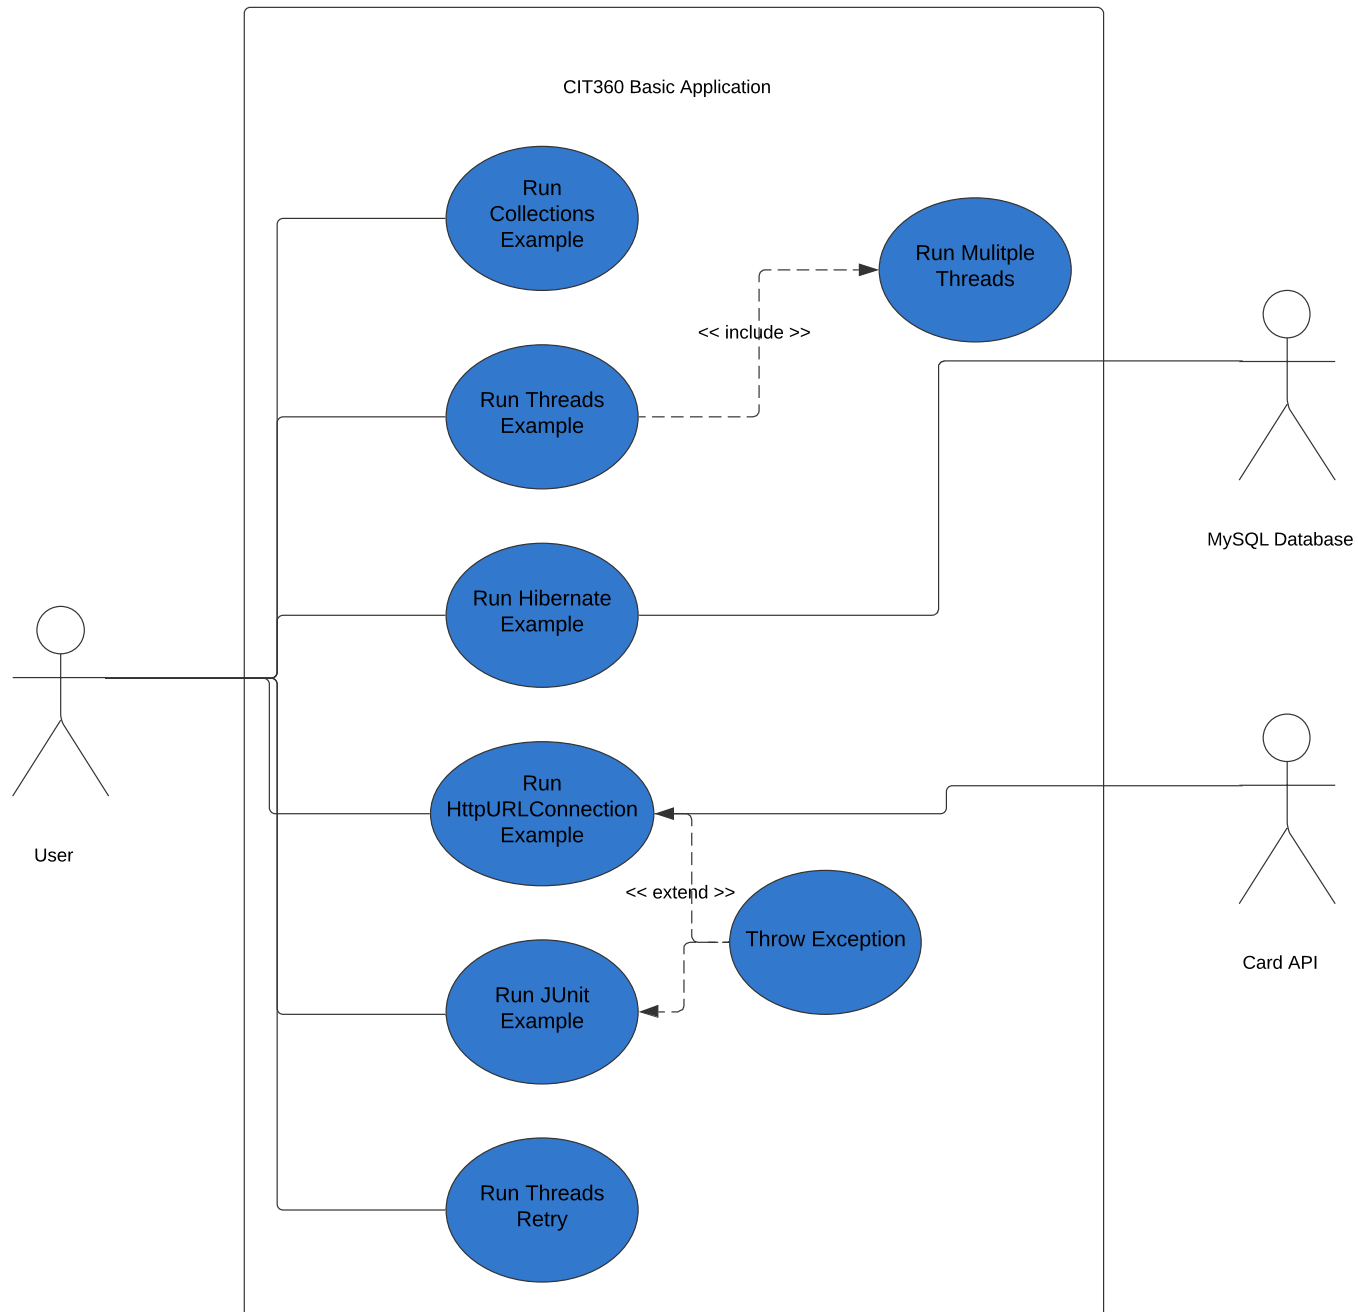 CIT360 Basic Application
Run
Collections
Example
Run Mulitple
Threads
<< include >>
Run Threads
Example
MySQL Database
Run Hibernate
Example
Run
HttpURLConnection
Example
User
<< extend >>
Throw Exception
Card API
Run JUnit
Example
Run Threads
Retry